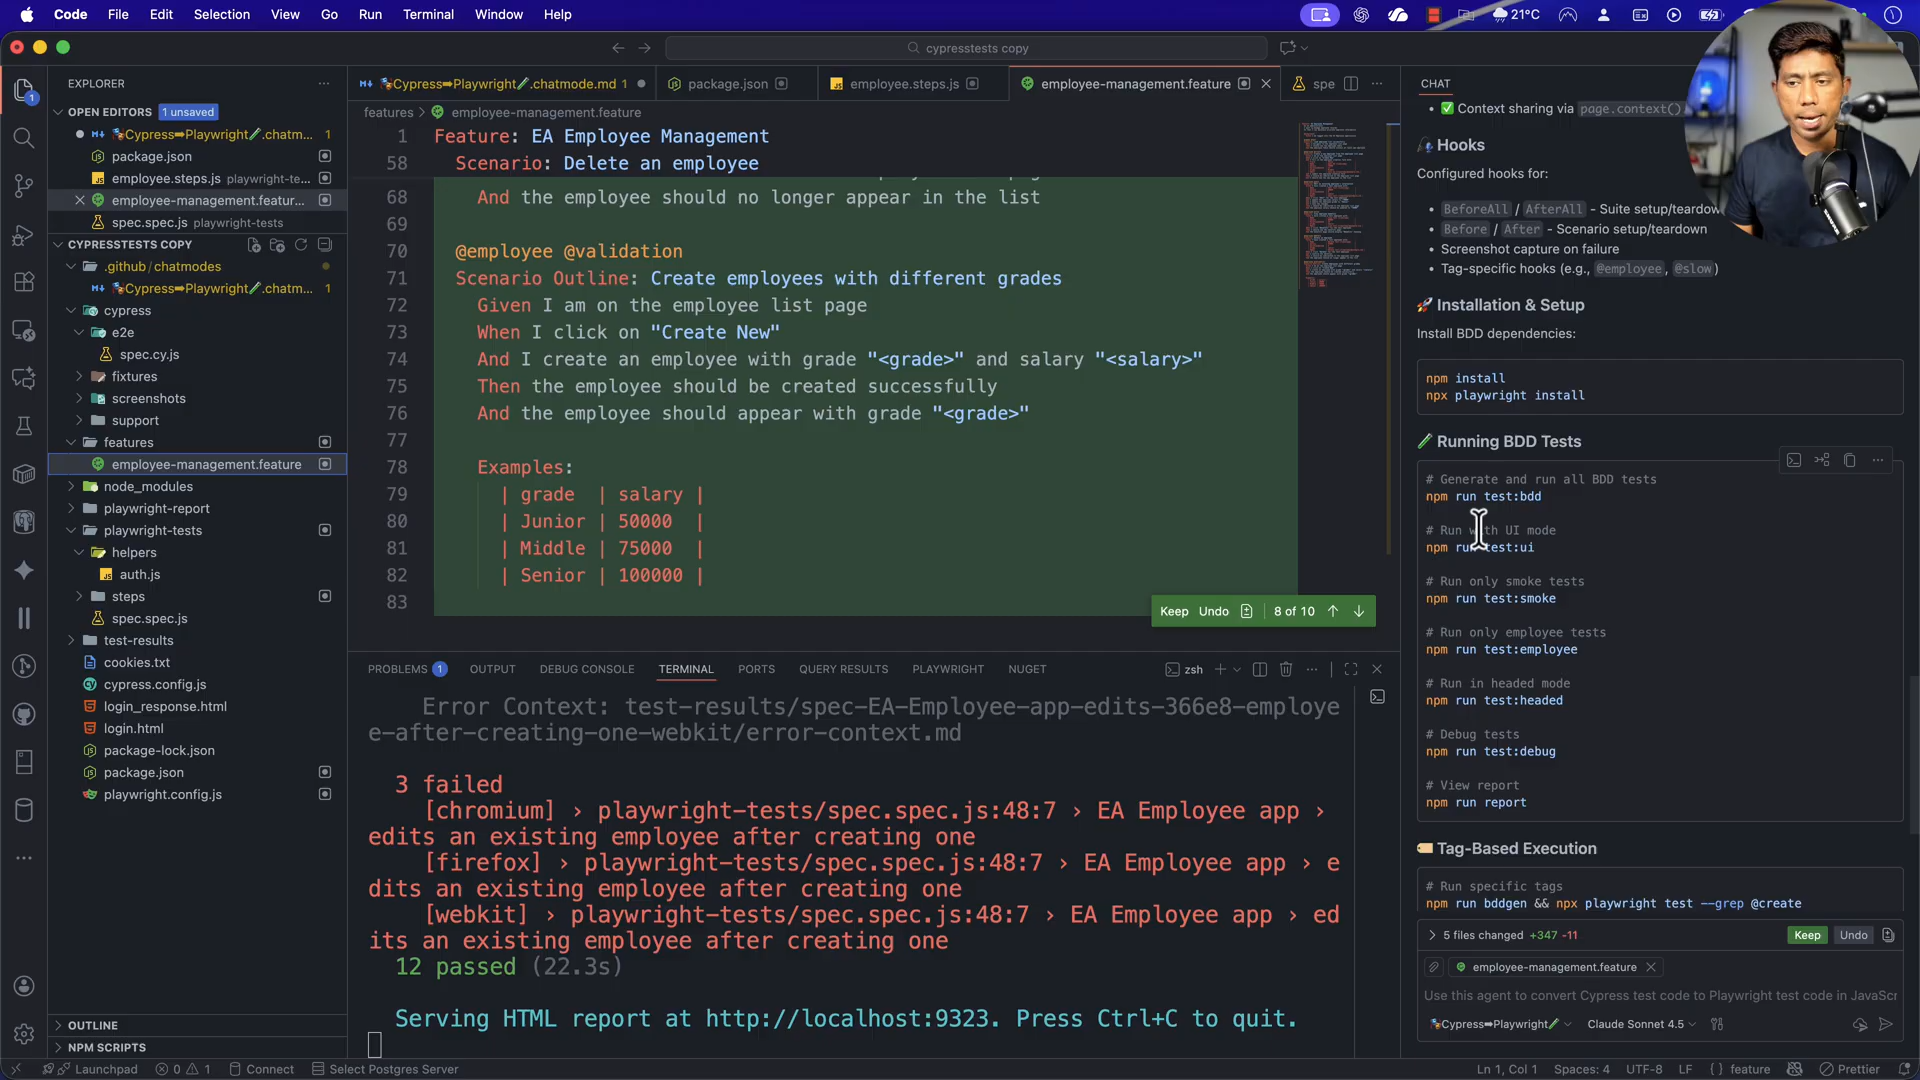 Code File Edit Selection View Go Run Terminal Window Help
21°C
cypresstests copy
EXPLORER
OPEN EDITORS 1 unsaved
Cypress➡Playwright🧪.chatm... 1
package.json
employee.steps.js playwright-te...
employee-management.featur...
spec.spec.js playwright-tests
CYPRESSTESTS COPY
.github / chatmodes
Cypress➡Playwright🧪.chatm... 1
cypress
e2e
spec.cy.js
fixtures
screenshots
support
features
employee-management.feature
node_modules
playwright-report
playwright-tests
helpers
auth.js
steps
spec.spec.js
test-results
cookies.txt
cypress.config.js
login_response.html
login.html
package-lock.json
package.json
playwright.config.js
OUTLINE
NPM SCRIPTS
Cypress➡Playwright🧪.chatmode.md 1
package.json
employee.steps.js
employee-management.feature
spe
features > employee-management.feature
1 Feature: EA Employee Management
58 Scenario: Delete an employee
68 And the employee should no longer appear in the list
69
70 @employee @validation
71 Scenario Outline: Create employees with different grades
72 Given I am on the employee list page
73 When I click on "Create New"
74 And I create an employee with grade "<grade>" and salary "<salary>"
75 Then the employee should be created successfully
76 And the employee should appear with grade "<grade>"
77
78 Examples:
79 | grade | salary |
80 | Junior | 50000 |
81 | Middle | 75000 |
82 | Senior | 100000 |
83
Keep Undo 8 of 10
PROBLEMS 1 OUTPUT DEBUG CONSOLE TERMINAL PORTS QUERY RESULTS PLAYWRIGHT NUGET
zsh
Error Context: test-results/spec-EA-Employee-app-edits-366e8-employe
e-after-creating-one-webkit/error-context.md
3 failed
[chromium] › playwright-tests/spec.spec.js:48:7 › EA Employee app ›
edits an existing employee after creating one
[firefox] › playwright-tests/spec.spec.js:48:7 › EA Employee app › e
dits an existing employee after creating one
[webkit] › playwright-tests/spec.spec.js:48:7 › EA Employee app › ed
its an existing employee after creating one
12 passed (22.3s)
Serving HTML report at http://localhost:9323. Press Ctrl+C to quit.
CHAT
✅ Context sharing via page.context()
Hooks
Configured hooks for:
• BeforeAll / AfterAll - Suite setup/teardow
• Before / After - Scenario setup/teardown
• Screenshot capture on failure
• Tag-specific hooks (e.g., @employee, @slow)
🚀 Installation & Setup
Install BDD dependencies:
npm install
npx playwright install
🧪 Running BDD Tests
# Generate and run all BDD tests
npm run test:bdd
# Run with UI mode
npm run test:ui
# Run only smoke tests
npm run test:smoke
# Run only employee tests
npm run test:employee
# Run in headed mode
npm run test:headed
# Debug tests
npm run test:debug
# View report
npm run report
🏷️ Tag-Based Execution
# Run specific tags
npm run bddgen && npx playwright test --grep @create
5 files changed +347 -11
Keep Undo
employee-management.feature
Use this agent to convert Cypress test code to Playwright test code in JavaScr
Cypress➡Playwright🧪 Claude Sonnet 4.5
Launchpad 0 1 Connect Select Postgres Server
Ln 1, Col 1 Spaces: 4 UTF-8 LF { } feature Prettier